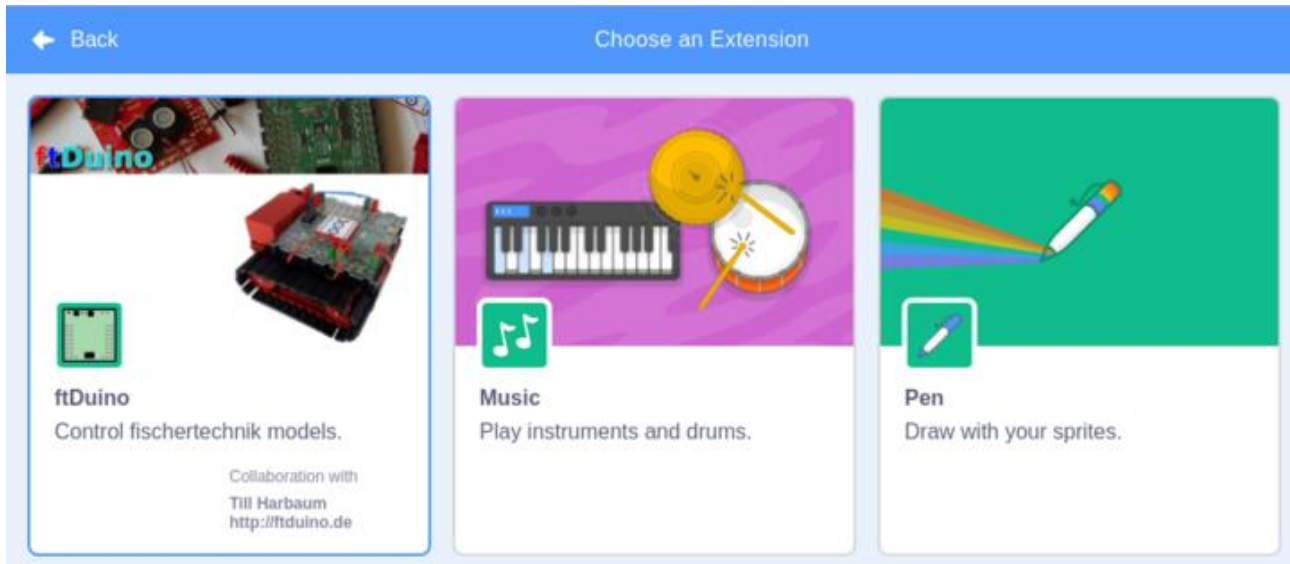 Back
Choose an Extension
ftDuino
ftDuino
Control fischertechnik models.
Collaboration with
Till Harbaum
http://ftduino.de
Music
Play instruments and drums.
Pen
Draw with your sprites.